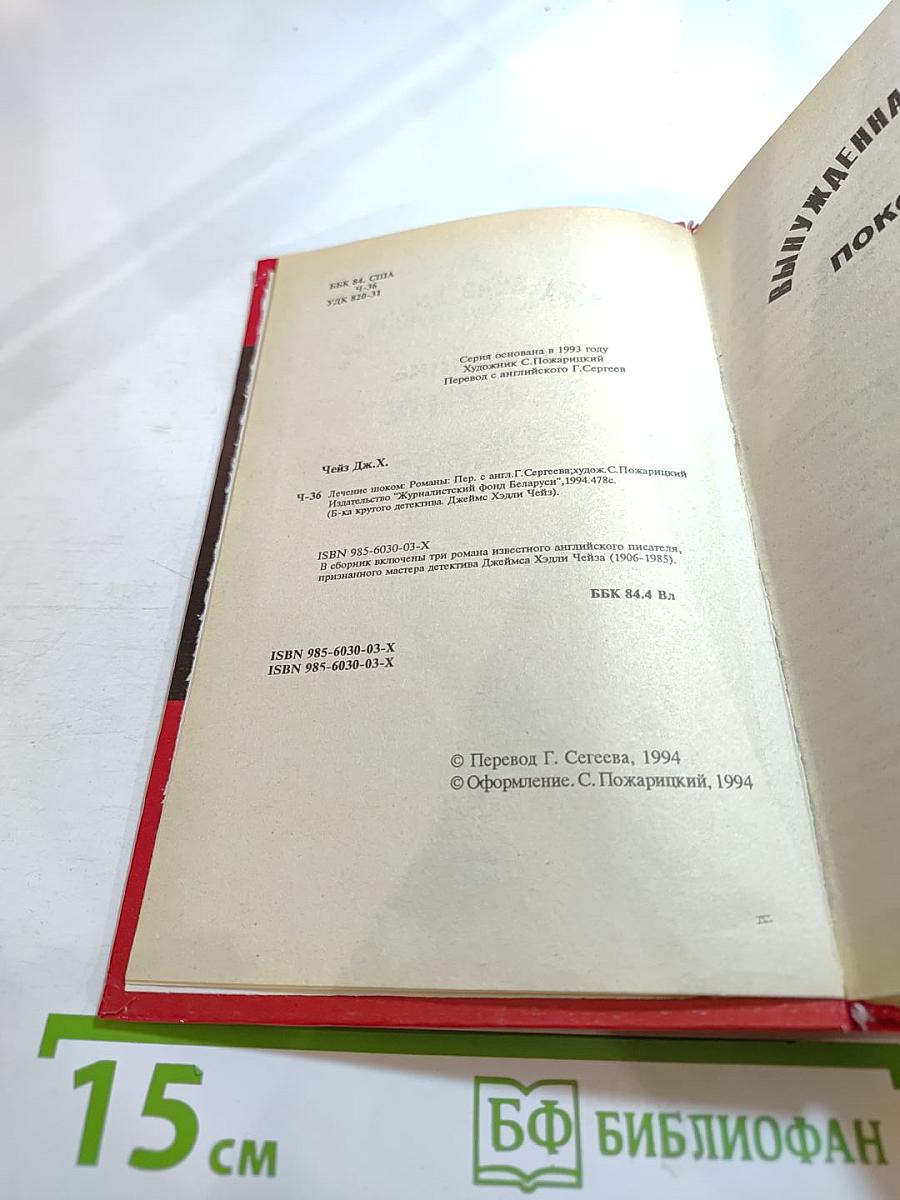 ББК 84. США
Ч-36
УДК 820-31
Серия основана в 1993 году
Художник С.Пожарицкий
Перевод с английского Г.Сергеев
Чейз Дж.Х.
Ч-36 Лечение шоком: Романы: Пер. с англ.Г.Сергеева;худож.С.Пожарицкий
Издательство "Журналистский фонд Беларуси",1994.478с.
(Б-ка крутого детектива. Джеймс Хэдли Чейз).
ISBN 985-6030-03-X
В сборник включены три романа известного английского писателя,
признанного мастера детектива Джеймса Хэдли Чейза (1906-1985).
ББК 84.4 Вл
ISBN 985-6030-03-X
ISBN 985-6030-03-X
© Перевод Г. Сегеева, 1994
© Оформление. С. Пожарицкий, 1994
ВЫНУЖДЕННА
15 см
БФ БИБЛИОФАН